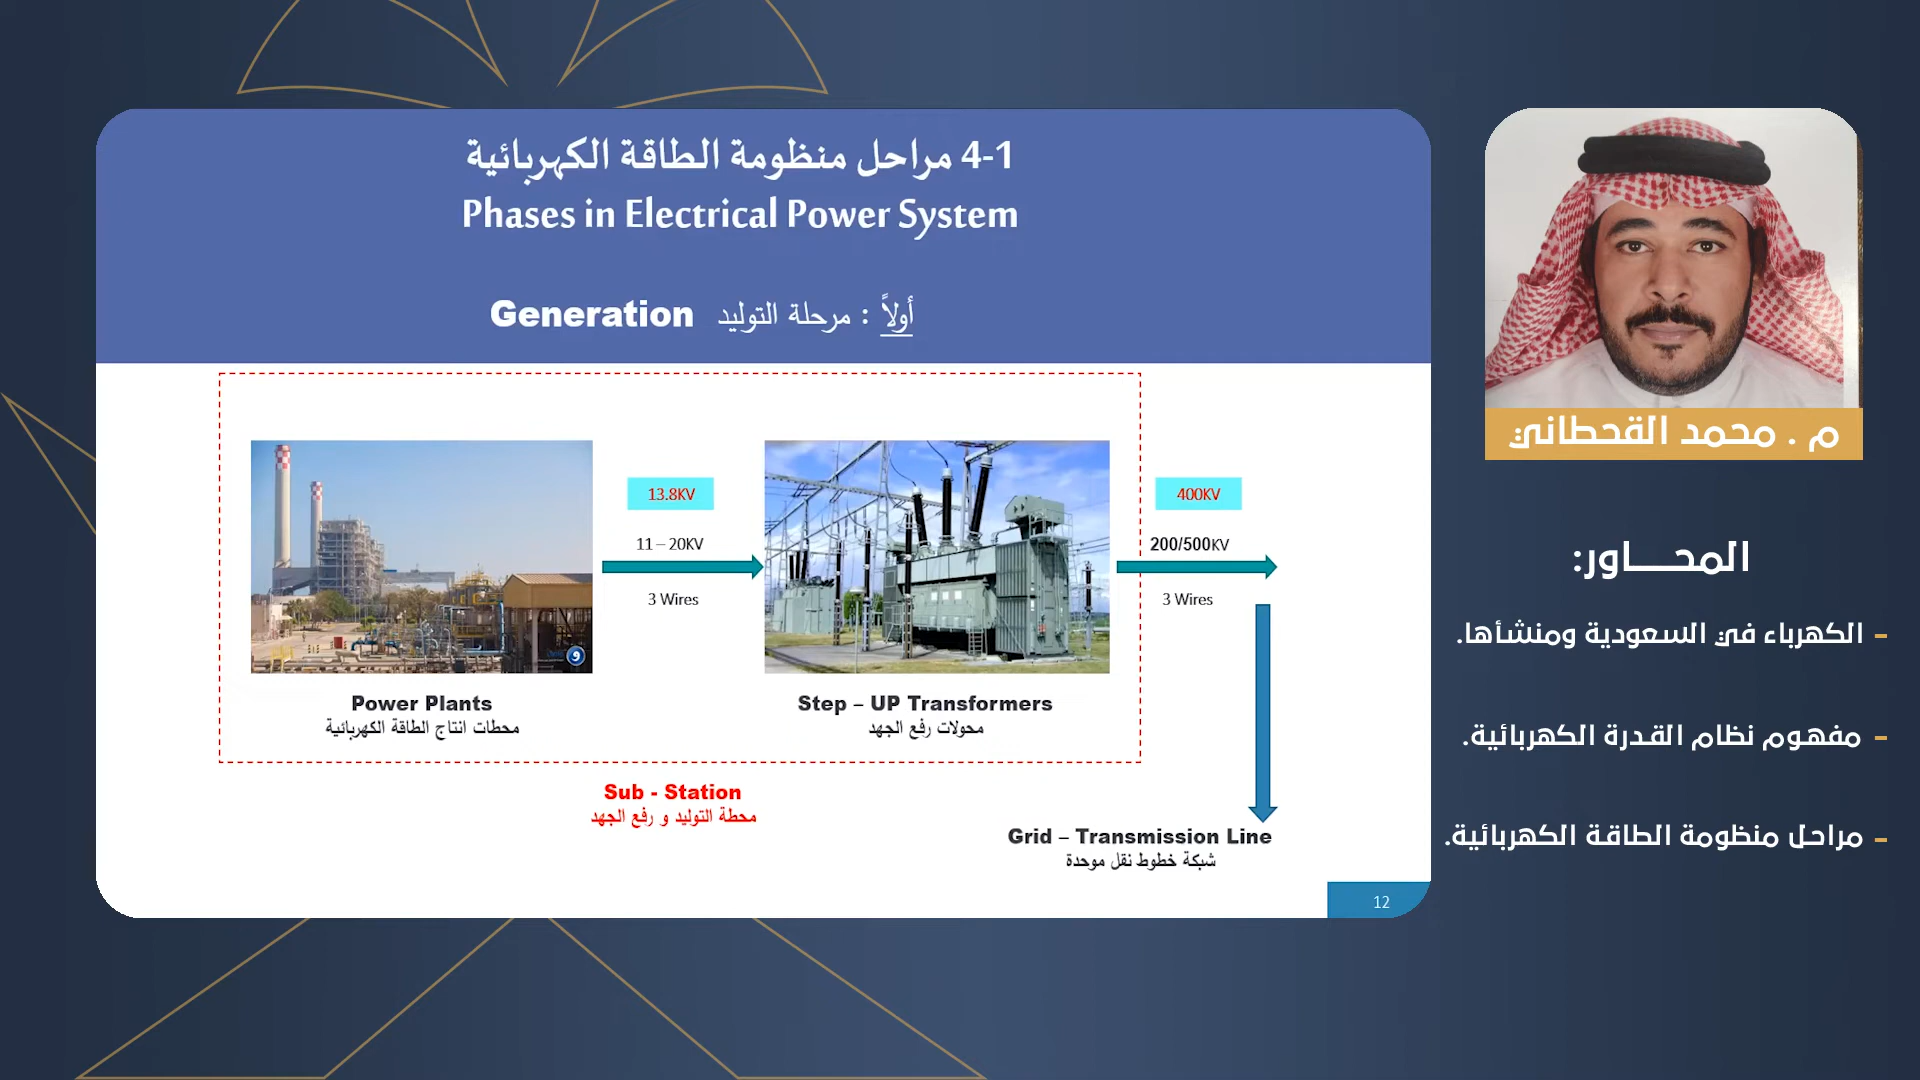 4-1 مراحل منظومة الطاقة الكهربائية
Phases in Electrical Power System
أولاً : مرحلة التوليد Generation
13.8KV
11 – 20KV
3 Wires
400KV
200/500KV
3 Wires
Power Plants
محطات انتاج الطاقة الكهربائية
Step – UP Transformers
محولات رفع الجهد
Sub - Station
محطة التوليد و رفع الجهد
Grid – Transmission Line
شبكة خطوط نقل موحدة
12
م . محمد القحطاني
المحـــــاور:
- الكهرباء في السعودية ومنشأها.
- مفهوم نظام القدرة الكهربائية.
- مراحل منظومة الطاقة الكهربائية.